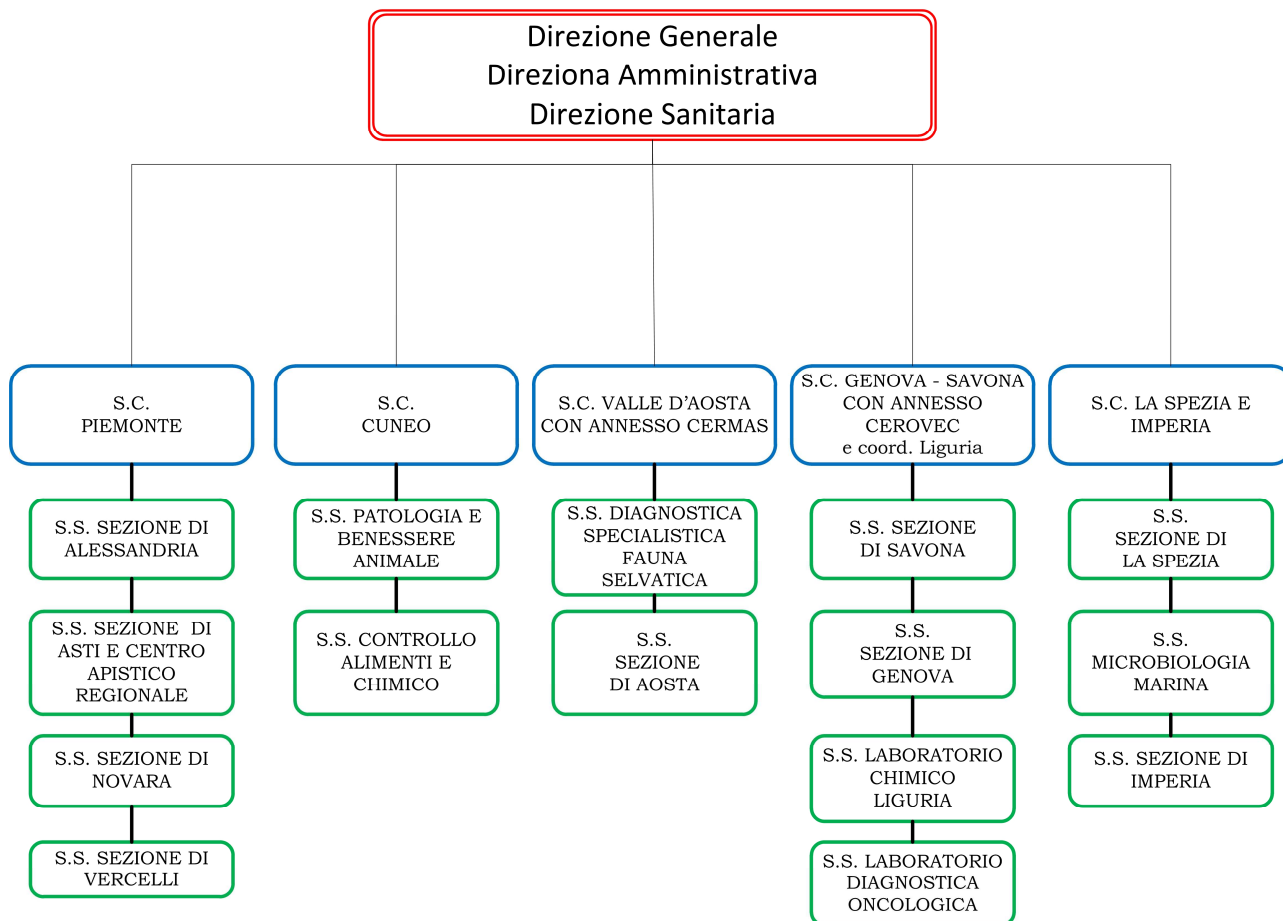 Direzione Generale
Direziona Amministrativa
Direzione Sanitaria
S.C.
PIEMONTE
S.C.
CUNEO
S.C. VALLE D'AOSTA
CON ANNESSO CERMAS
S.C. GENOVA - SAVONA
CON ANNESSO
CEROVEC
e coord. Liguria
S.C. LA SPEZIA E
IMPERIA
S.S. SEZIONE DI
ALESSANDRIA
S.S. PATOLOGIA E
BENESSERE
ANIMALE
S.S. DIAGNOSTICA
SPECIALISTICA
FAUNA
SELVATICA
S.S. SEZIONE
DI SAVONA
S.S.
SEZIONE DI
LA SPEZIA
S.S. SEZIONE DI
ASTI E CENTRO
APISTICO
REGIONALE
S.S. CONTROLLO
ALIMENTI E
CHIMICO
S.S.
SEZIONE
DI AOSTA
S.S.
SEZIONE DI
GENOVA
S.S.
MICROBIOLOGIA
MARINA
S.S. SEZIONE DI
NOVARA
S.S. LABORATORIO
CHIMICO
LIGURIA
S.S. SEZIONE DI
IMPERIA
S.S. SEZIONE DI
VERCELLI
S.S. LABORATORIO
DIAGNOSTICA
ONCOLOGICA